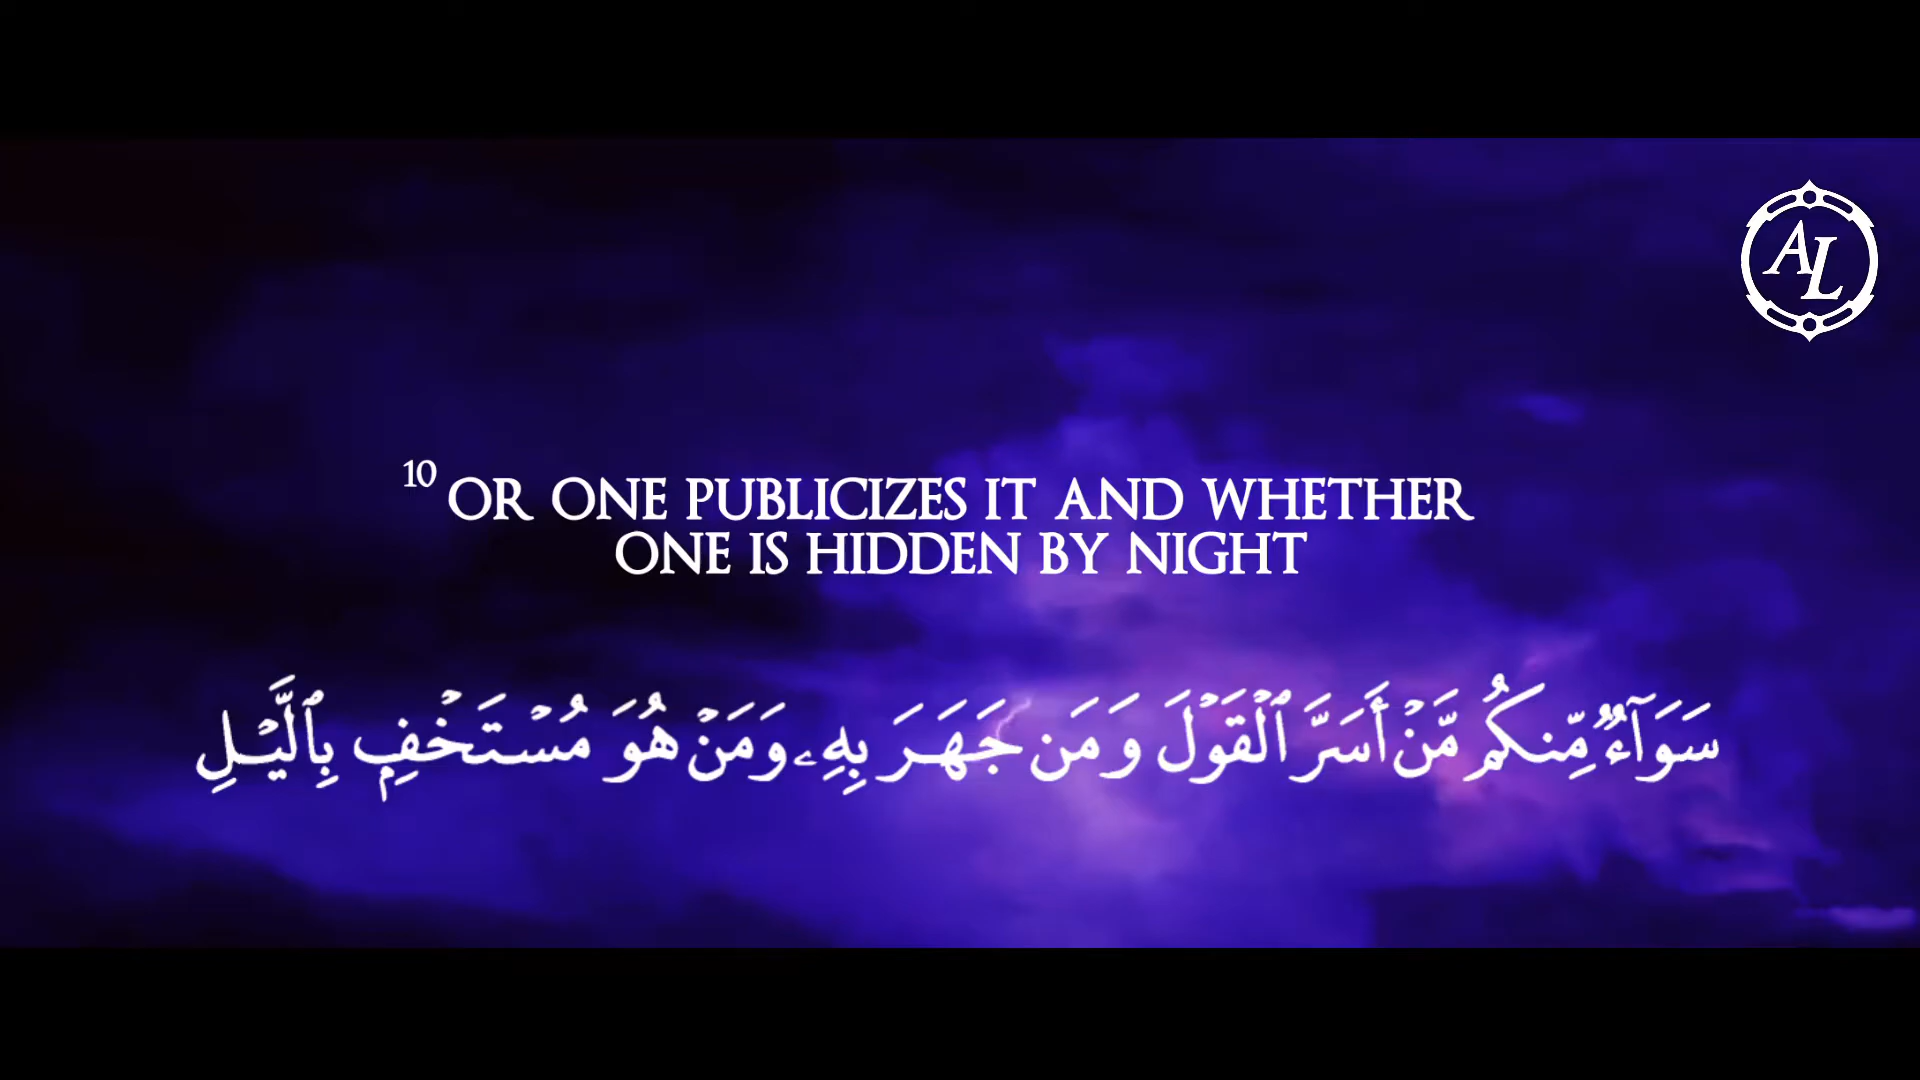 AL
10 OR ONE PUBLICIZES IT AND WHETHER
ONE IS HIDDEN BY NIGHT
سَوَآءٌ مِّنكُم مَّنْ أَسَرَّ ٱلْقَوْلَ وَمَن جَهَرَ بِهِۦ وَمَنْ هُوَ مُسْتَخْفٍۭ بِٱلَّيْلِ